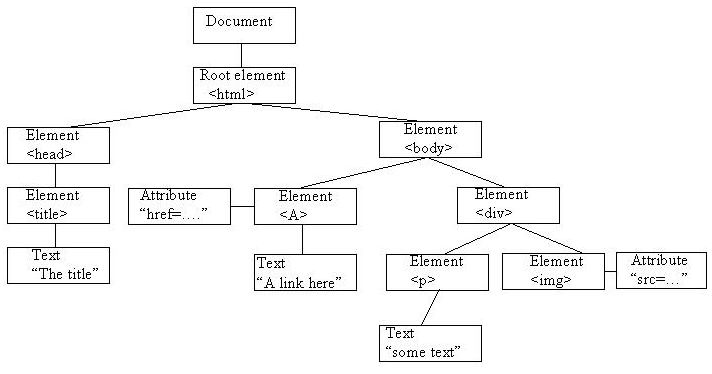 Document
Root element
<html>
Element
<head>
Element
<body>
Element
<title>
Attribute
“href=....”
Element
<A>
Element
<div>
Text
“The title”
Text
“A link here”
Element
<p>
Element
<img>
Attribute
“src=...”
Text
“some text”